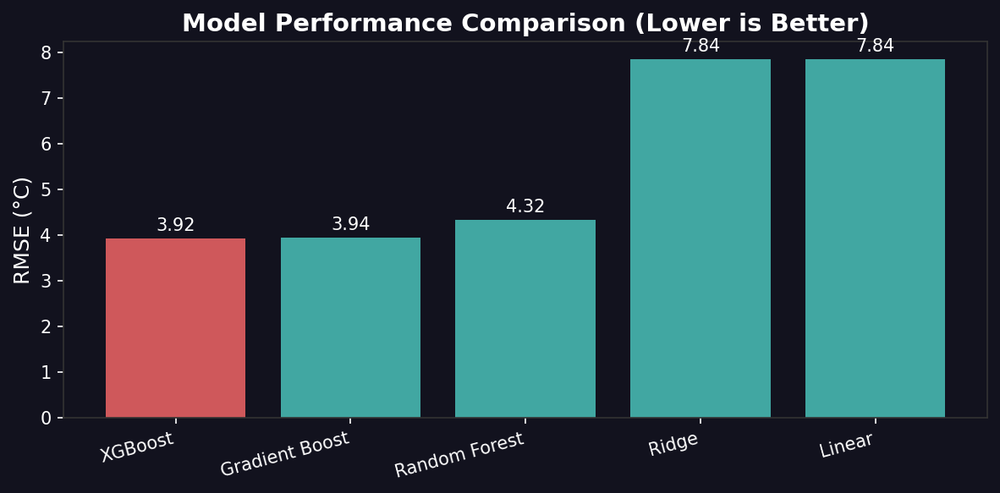 Model Performance Comparison (Lower is Better)
RMSE (°C)
8
7
6
5
4
3
2
1
0
3.92
3.94
4.32
7.84
7.84
XGBoost
Gradient Boost
Random Forest
Ridge
Linear